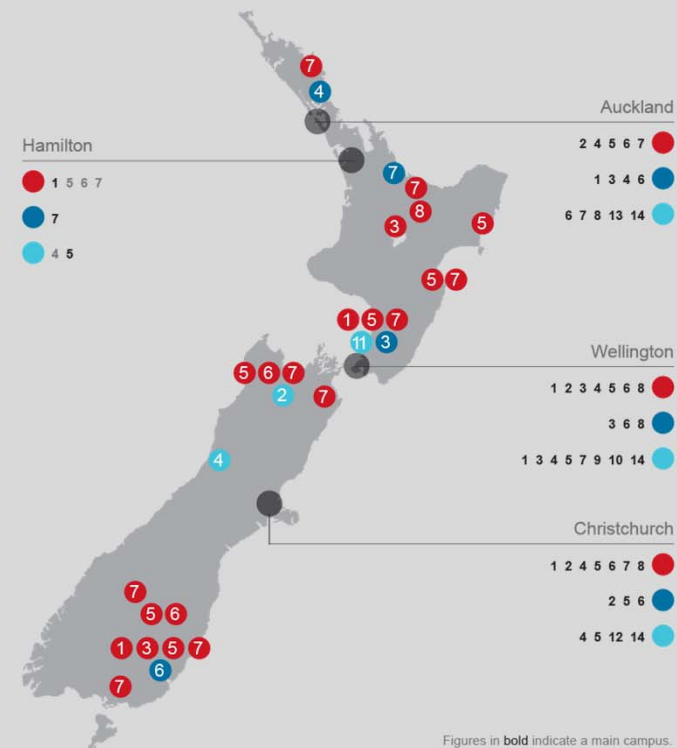 7
4
Auckland
2 4 5 6 7
Hamilton
1 5 6 7
7
7
1 3 4 6
8
7
3
5
6 7 8 13 14
4 5
5 7
1 5 7
11 3
Wellington
5 6 7
1 2 3 4 5 6 8
2
7
3 6 8
4
1 3 4 5 7 9 10 14
Christchurch
1 2 4 5 6 7 8
7
2 5 6
5 6
4 5 12 14
1 3 5 7
6
7
Figures in bold indicate a main campus.